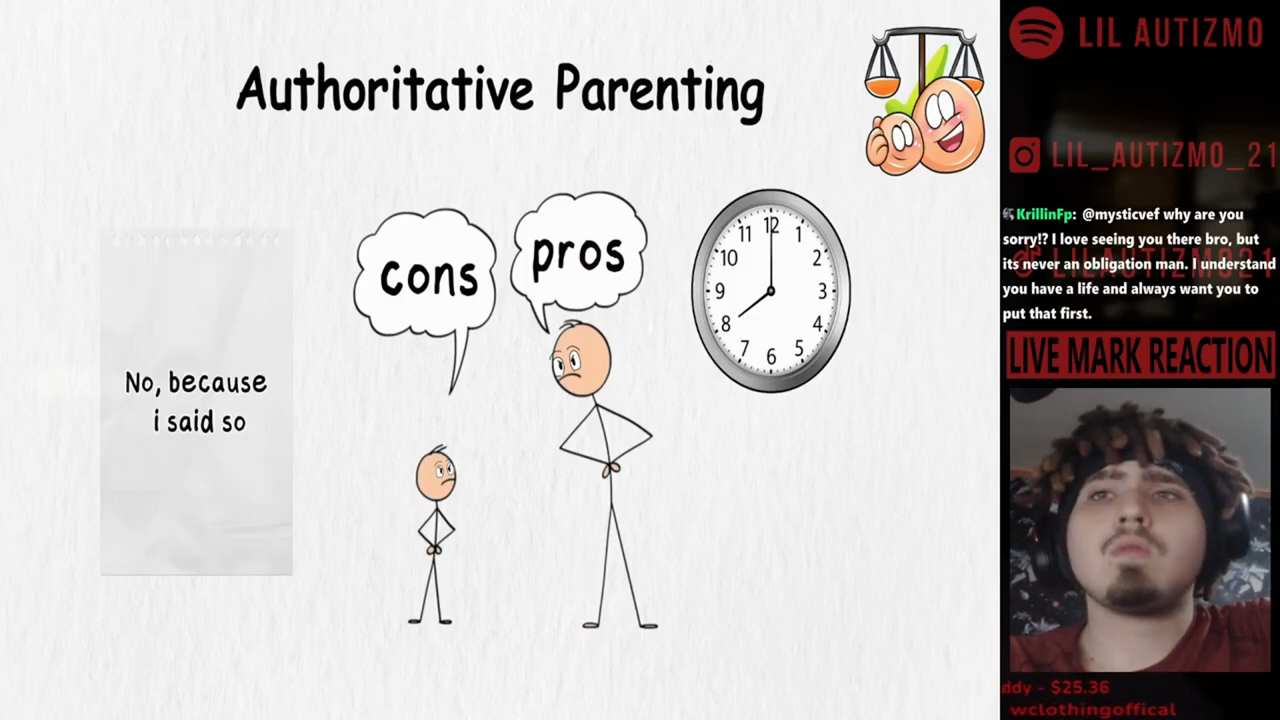 Authoritative Parenting
No, because
i said so
cons
pros
11 12 1
10 2
9 3
8 4
7 6 5
LIL AUTIZMO
LIL_AUTIZMO_21
KrillinFp: @mysticvef why are you
sorry!? I love seeing you there bro, but
its never an obligation man. I understand
you have a life and always want you to
put that first.
LILAUTIZMO21
LIVE MARK REACTION
ddy - $25.36
wclothingoffical